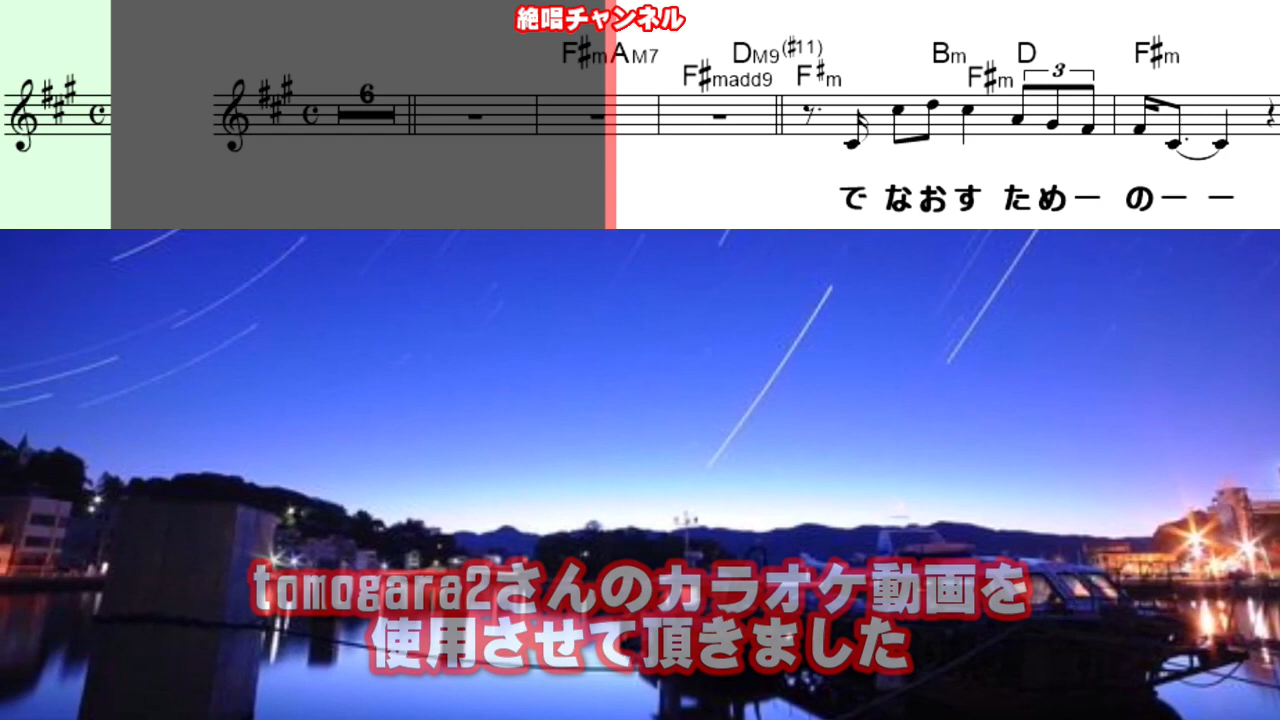 絶唱チャンネル
F#m AM7 DM9(#11) Bm D F#m
F#madd9 F#m F#m
6
3
で なおす ためー のー ー
tomogara2さんのカラオケ動画を
使用させて頂きました